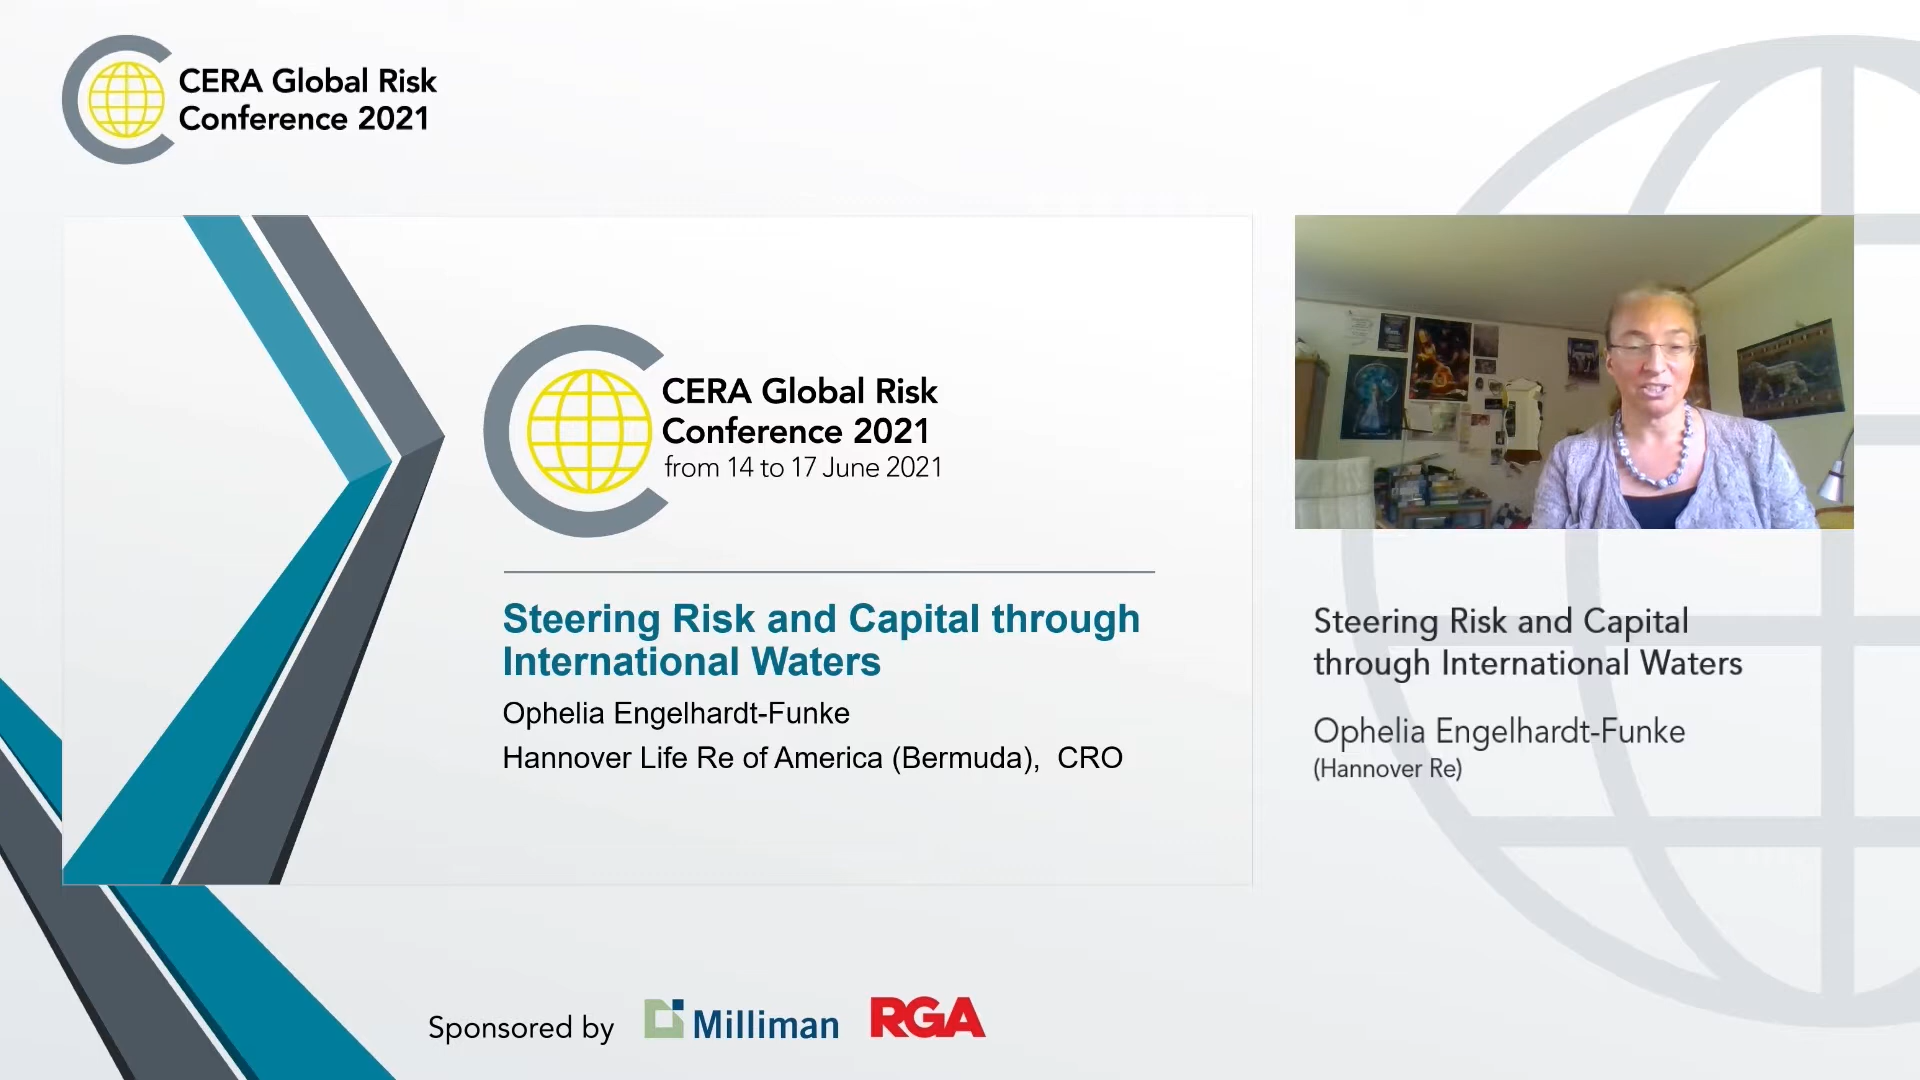 CERA Global Risk
Conference 2021
CERA Global Risk
Conference 2021
from 14 to 17 June 2021
Steering Risk and Capital through
International Waters
Ophelia Engelhardt-Funke
Hannover Life Re of America (Bermuda), CRO
Steering Risk and Capital
through International Waters
Ophelia Engelhardt-Funke
(Hannover Re)
Sponsored by Milliman RGA